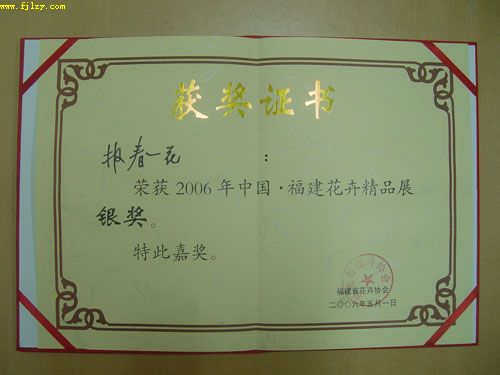 www.fjlzy.com
获奖证书
报春一花：
荣获2006年中国·福建花卉精品展
银奖。
特此嘉奖。
福建省花卉协会
二〇〇六年五月一日